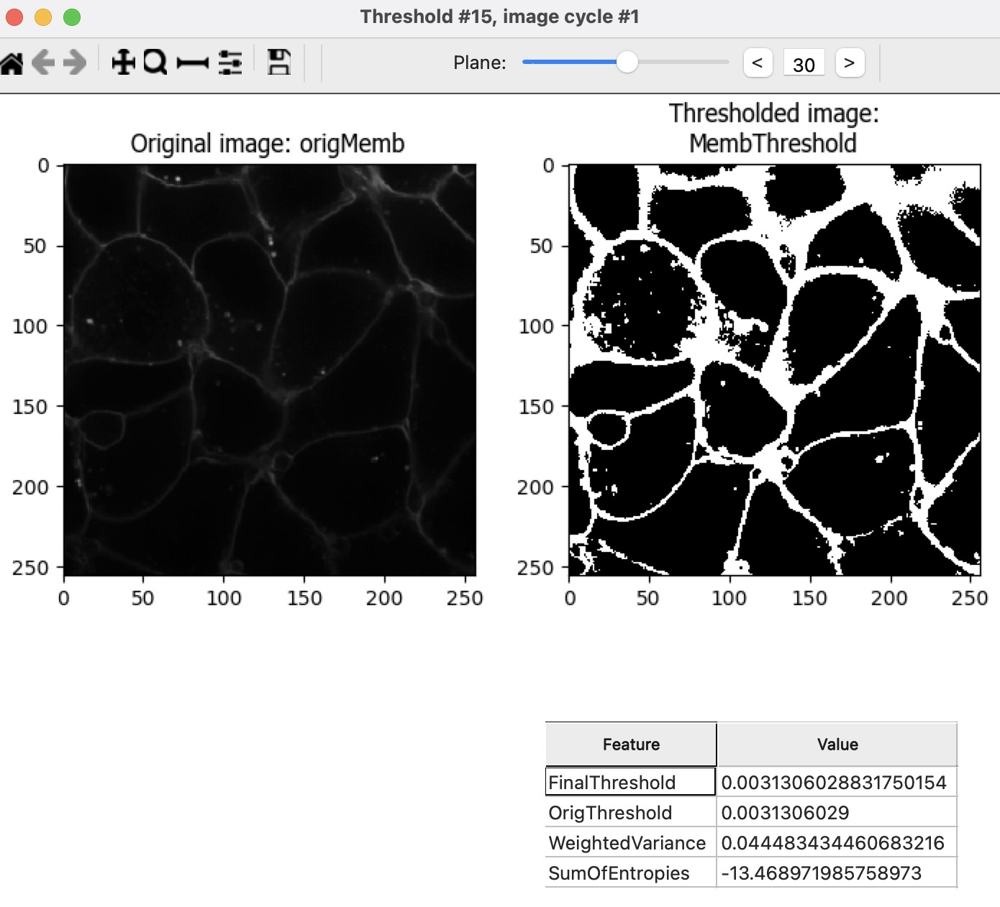 Threshold #15, image cycle #1
Plane: < 30 >
Original image: origMemb
0
50
100
150
200
250
0 50 100 150 200 250
Thresholded image:
MembThreshold
0
50
100
150
200
250
0 50 100 150 200 250
Feature Value
FinalThreshold 0.0031306028831750154
OrigThreshold 0.0031306029
WeightedVariance 0.044483434460683216
SumOfEntropies -13.468971985758973